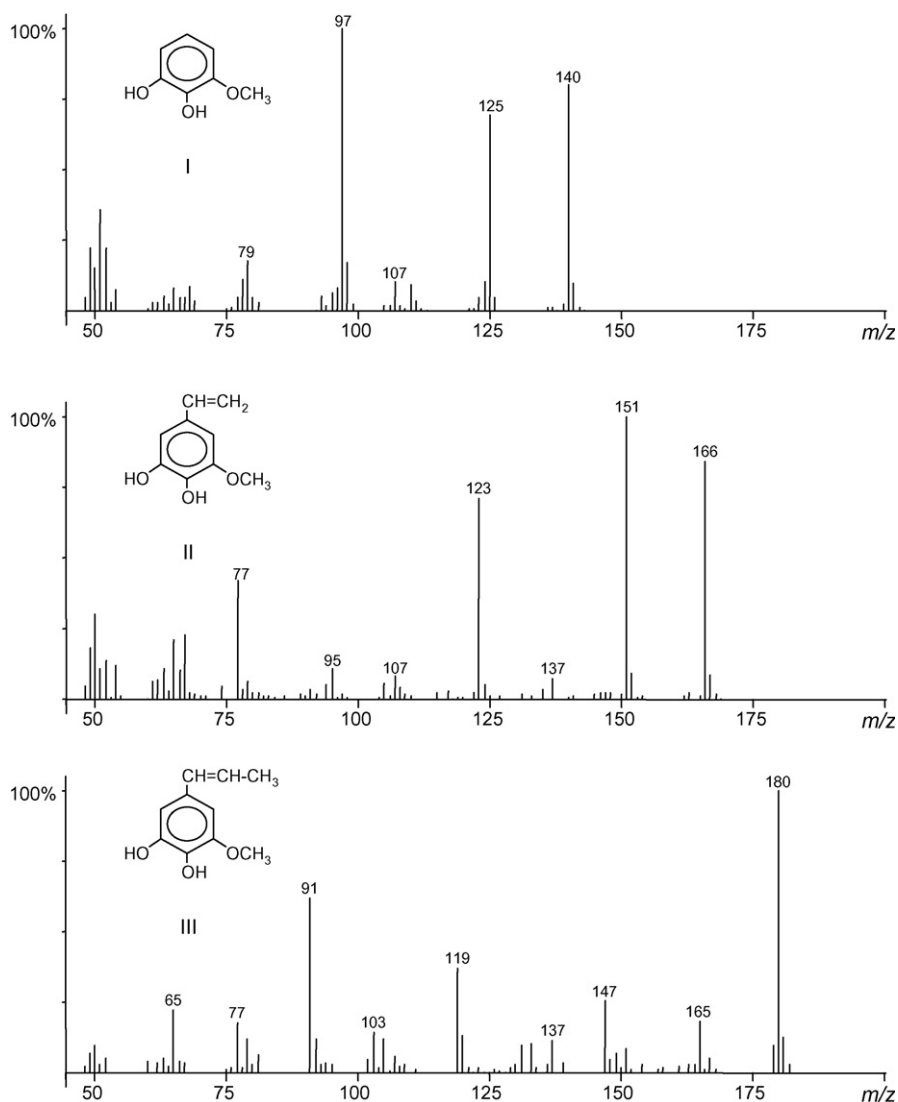 100%
97
140
125
79
107
HO
OH
OCH3
I
50 75 100 125 150 175 m/z
100%
CH=CH2
151
166
123
HO
OCH3
OH
II
77
95
107
137
50 75 100 125 150 175 m/z
100%
CH=CH-CH3
180
HO
OCH3
OH
III
91
119
147
165
65
77
103
137
50 75 100 125 150 175 m/z